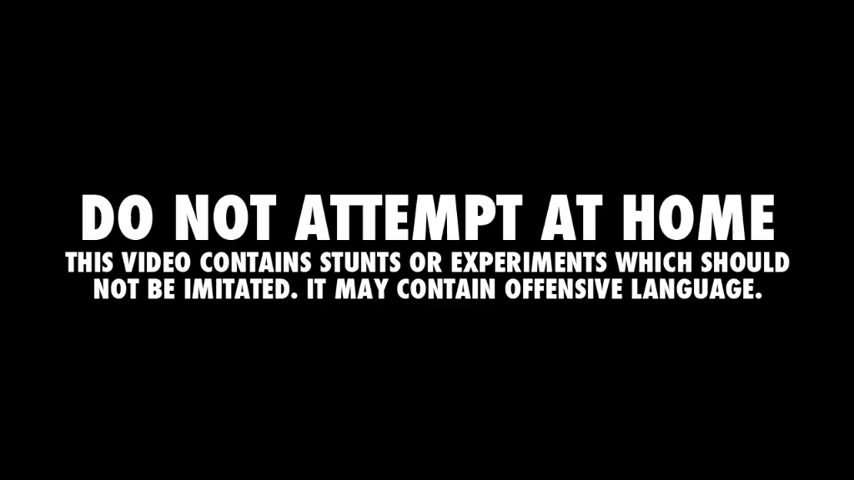 DO NOT ATTEMPT AT HOME
THIS VIDEO CONTAINS STUNTS OR EXPERIMENTS WHICH SHOULD
NOT BE IMITATED. IT MAY CONTAIN OFFENSIVE LANGUAGE.